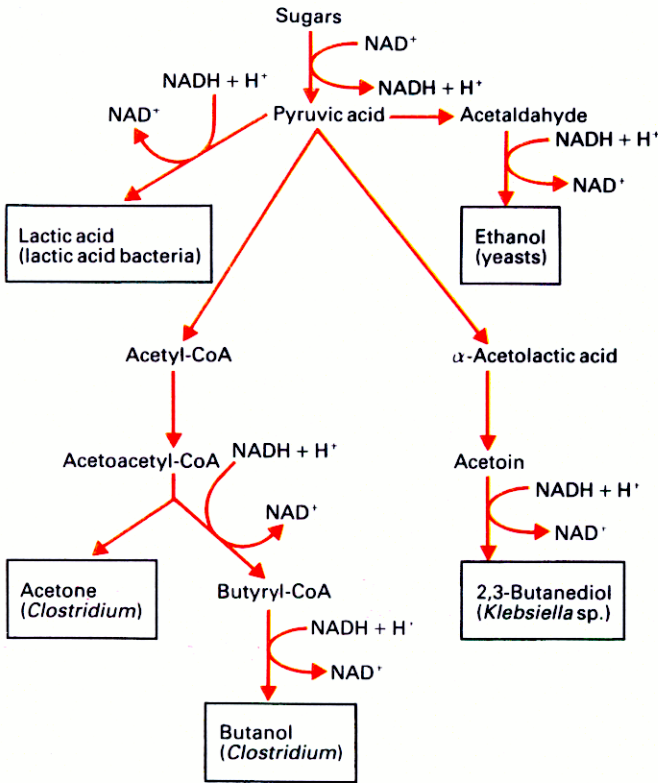 Sugars
NAD⁺
NADH + H⁺
NADH + H⁺
NAD⁺
Pyruvic acid
Acetaldahyde
NADH + H⁺
NAD⁺
Lactic acid
(lactic acid bacteria)
Ethanol
(yeasts)
Acetyl-CoA
α-Acetolactic acid
Acetoacetyl-CoA
NADH + H⁺
NAD⁺
Acetoin
NADH + H⁺
NAD⁺
Acetone
(Clostridium)
Butyryl-CoA
NADH + H⁺
NAD⁺
2,3-Butanediol
(Klebsiella sp.)
Butanol
(Clostridium)